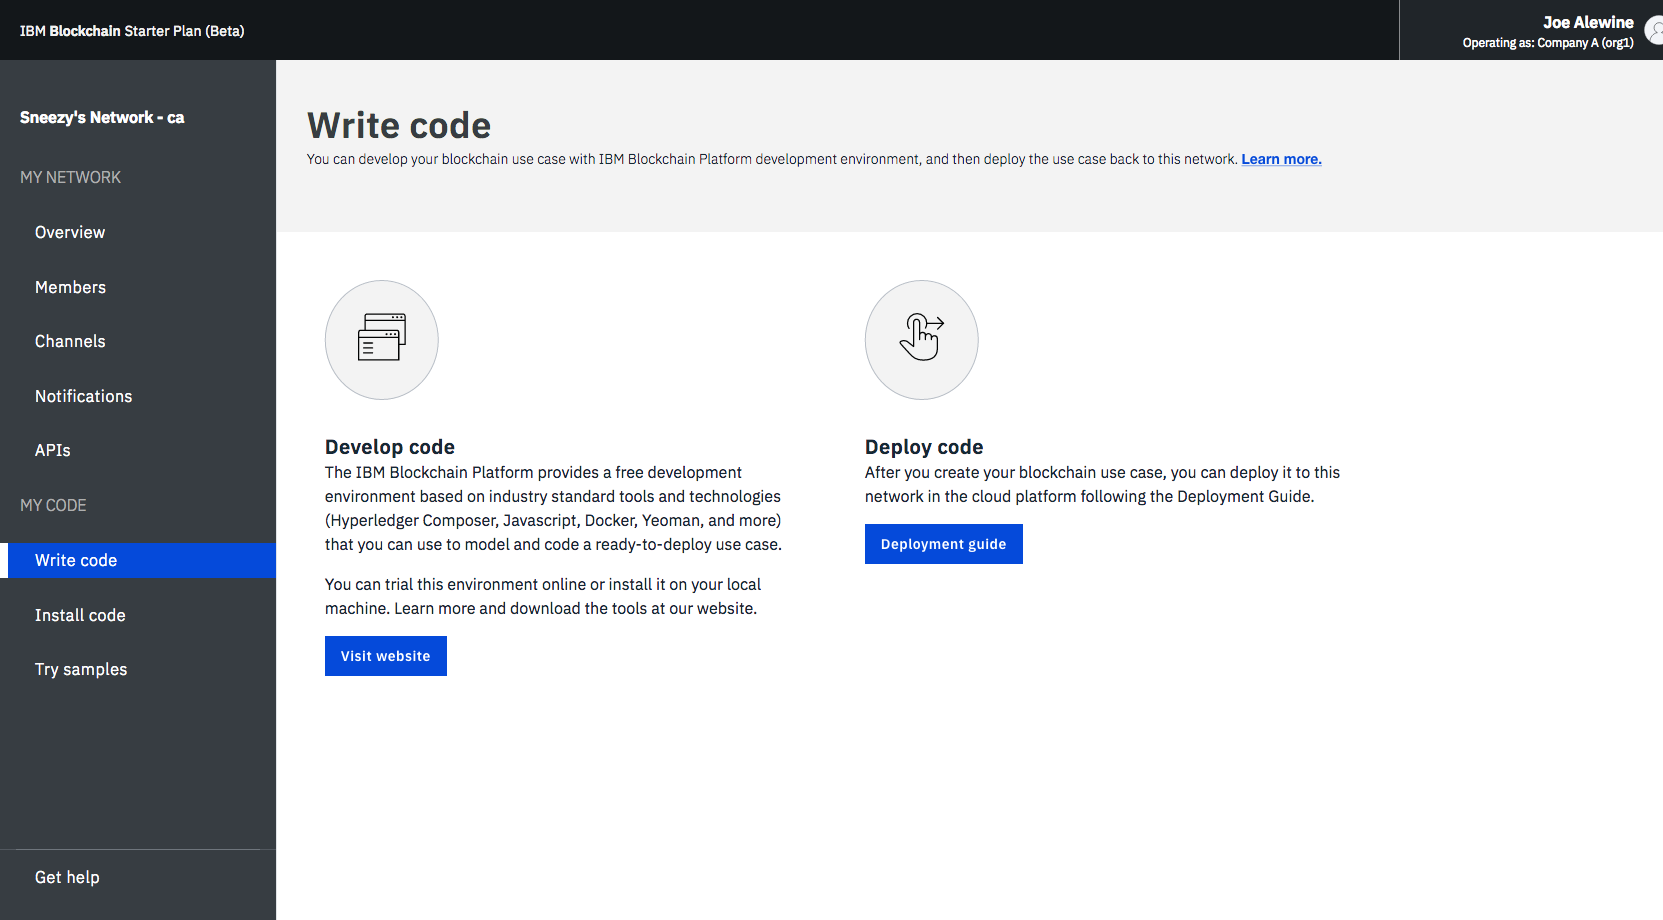 IBM Blockchain Starter Plan (Beta)
Joe Alewine
Operating as: Company A (org1)
Sneezy's Network - ca
MY NETWORK
Overview
Members
Channels
Notifications
APIs
MY CODE
Write code
Install code
Try samples
Get help
Write code
You can develop your blockchain use case with IBM Blockchain Platform development environment, and then deploy the use case back to this network. Learn more.
Develop code
The IBM Blockchain Platform provides a free development
environment based on industry standard tools and technologies
(Hyperledger Composer, Javascript, Docker, Yeoman, and more)
that you can use to model and code a ready-to-deploy use case.
You can trial this environment online or install it on your local
machine. Learn more and download the tools at our website.
Visit website
Deploy code
After you create your blockchain use case, you can deploy it to this
network in the cloud platform following the Deployment Guide.
Deployment guide